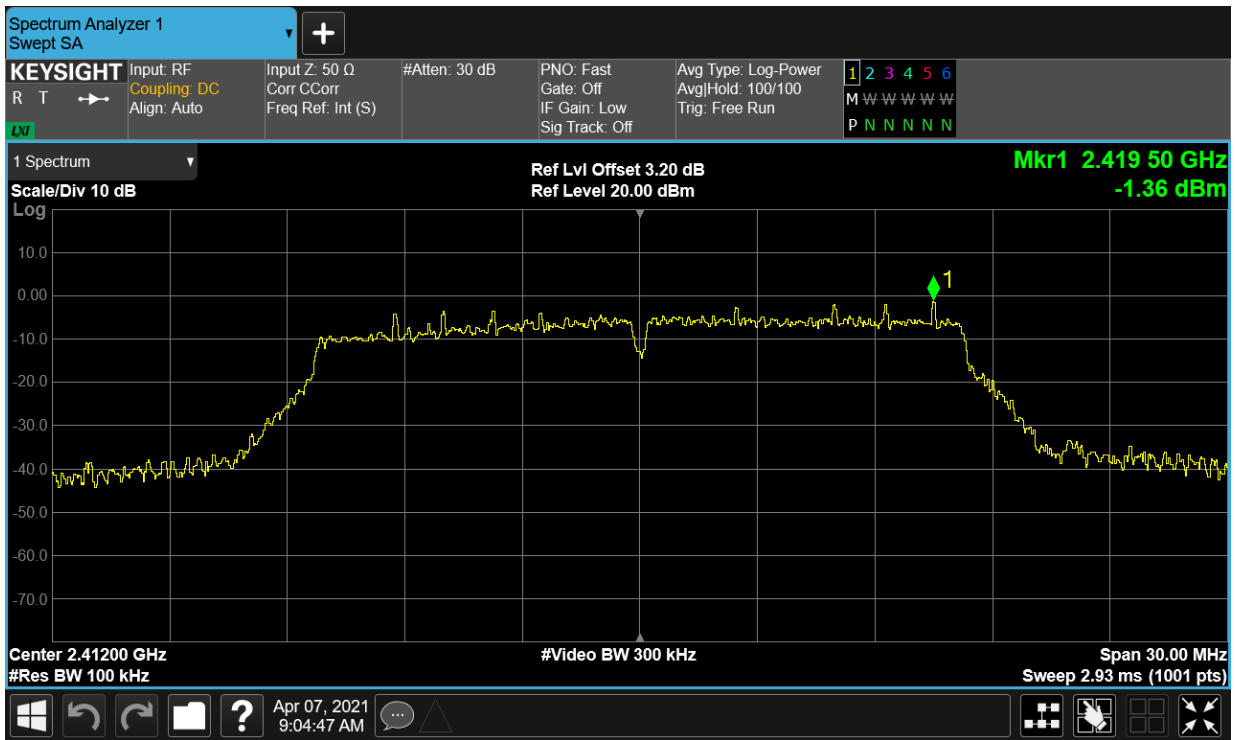 Spectrum Analyzer 1
Swept SA
▼
+
KEYSIGHT
R T
LXI
Input: RF
Coupling: DC
Align: Auto
Input Z: 50 Ω
Corr CCorr
Freq Ref: Int (S)
#Atten: 30 dB
PNO: Fast
Gate: Off
IF Gain: Low
Sig Track: Off
Avg Type: Log-Power
Avg|Hold: 100/100
Trig: Free Run
1 2 3 4 5 6
M W W W W W
P N N N N N
1 Spectrum ▼
Scale/Div 10 dB
Ref Lvl Offset 3.20 dB
Ref Level 20.00 dBm
Mkr1 2.419 50 GHz
-1.36 dBm
Log
10.0
0.00
-10.0
-20.0
-30.0
-40.0
-50.0
-60.0
-70.0
1
Center 2.41200 GHz
#Res BW 100 kHz
#Video BW 300 kHz
Span 30.00 MHz
Sweep 2.93 ms (1001 pts)
?
Apr 07, 2021
9:04:47 AM
...